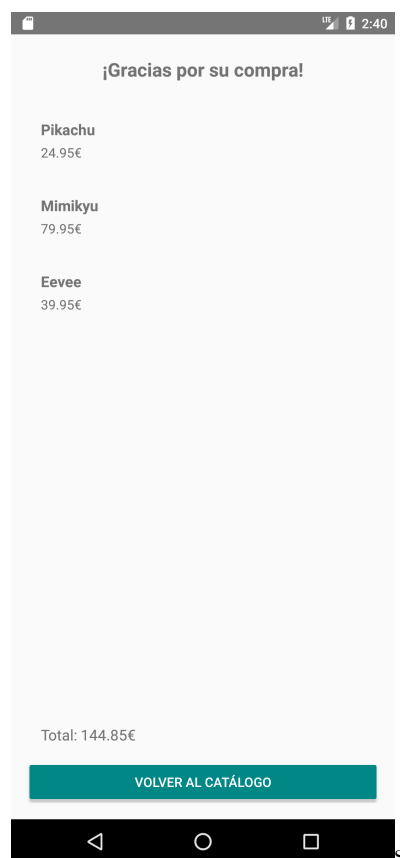 LTE 2:40
¡Gracias por su compra!
Pikachu
24.95€
Mimikyu
79.95€
Eevee
39.95€
Total: 144.85€
VOLVER AL CATÁLOGO